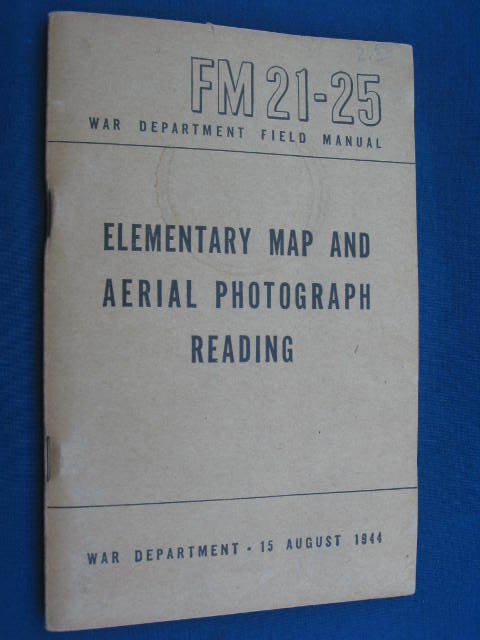 FM 21-25
WAR DEPARTMENT FIELD MANUAL
ELEMENTARY MAP AND
AERIAL PHOTOGRAPH
READING
WAR DEPARTMENT • 15 AUGUST 1944